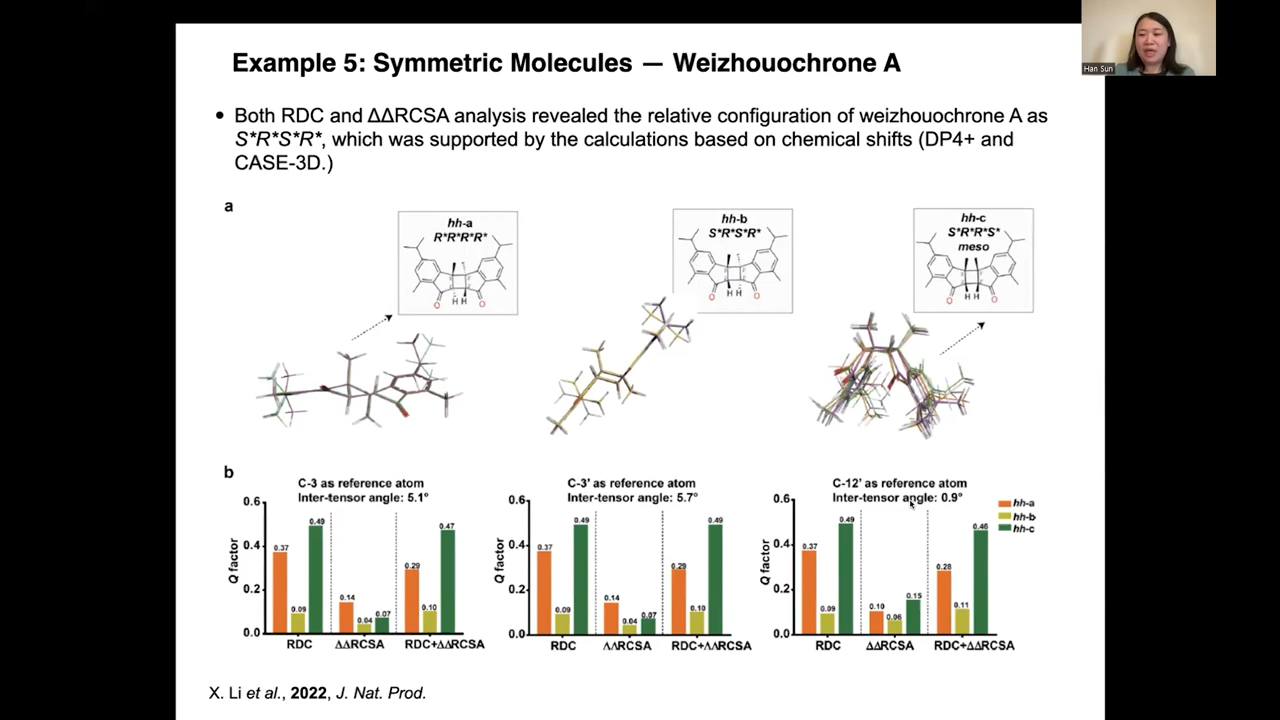 Example 5: Symmetric Molecules — Weizhouochrone A
Han Sun
• Both RDC and ΔΔRCSA analysis revealed the relative configuration of weizhouochrone A as
S*R*S*R*, which was supported by the calculations based on chemical shifts (DP4+ and
CASE-3D.)
a
hh-a
R*R*R*R*
O
H H
O
hh-b
S*R*S*R*
O
H H
O
hh-c
S*R*R*S*
meso
O
H H
O
b
C-3 as reference atom
Inter-tensor angle: 5.1°
Q factor
0.6
0.4
0.2
0.0
0.37
0.09
0.49
0.14
0.04
0.07
0.29
0.10
0.47
RDC
ΔΔRCSA
RDC+ΔΔRCSA
C-3' as reference atom
Inter-tensor angle: 5.7°
Q factor
0.6
0.4
0.2
0.0
0.37
0.09
0.49
0.14
0.04
0.07
0.29
0.10
0.49
RDC
ΛΛRCSA
RDC+ΛΛRCSA
C-12' as reference atom
Inter-tensor angle: 0.9°
Q factor
0.6
0.4
0.2
0.0
0.37
0.09
0.49
0.10
0.06
0.15
0.28
0.11
0.46
RDC
ΔΔRCSA
RDC+ΔΔRCSA
hh-a
hh-b
hh-c
X. Li et al., 2022, J. Nat. Prod.